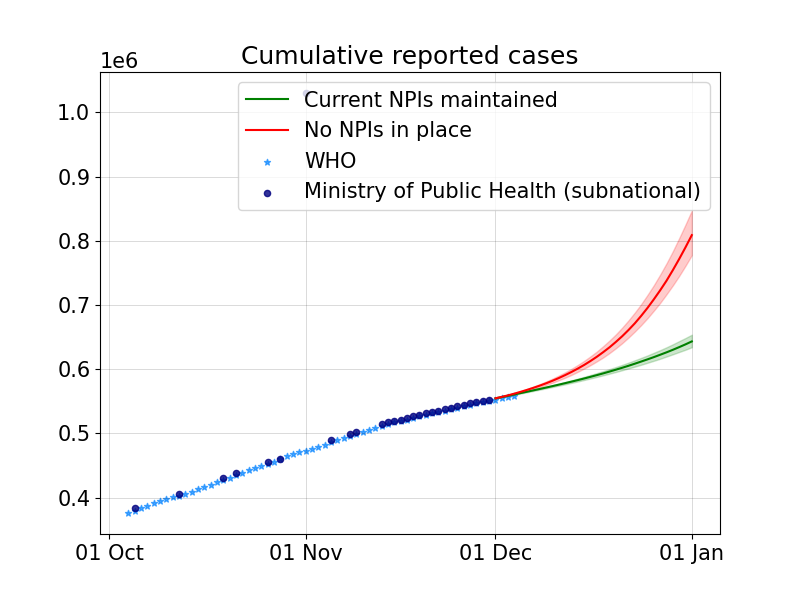 Cumulative reported cases
1e6
Current NPIs maintained
No NPIs in place
WHO
Ministry of Public Health (subnational)
1.0
0.9
0.8
0.7
0.6
0.5
0.4
01 Oct
01 Nov
01 Dec
01 Jan